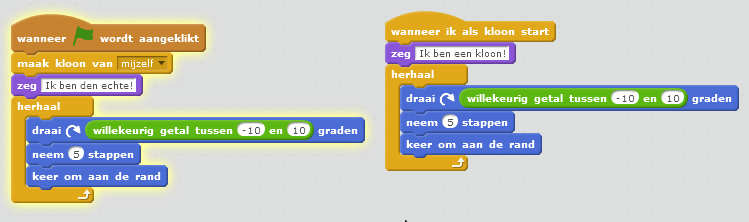 wanneer wordt aangeklikt
maak kloon van mijzelf
zeg Ik ben den echte!
herhaal
draai willekeurig getal tussen -10 en 10 graden
neem 5 stappen
keer om aan de rand
wanneer ik als kloon start
zeg Ik ben een kloon!
herhaal
draai willekeurig getal tussen -10 en 10 graden
neem 5 stappen
keer om aan de rand